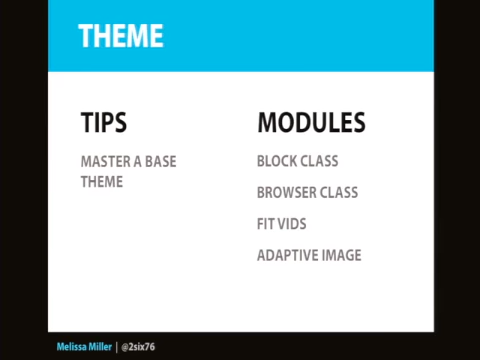 THEME
TIPS
MASTER A BASE
THEME
MODULES
BLOCK CLASS
BROWSER CLASS
FIT VIDS
ADAPTIVE IMAGE
Melissa Miller | @2six76